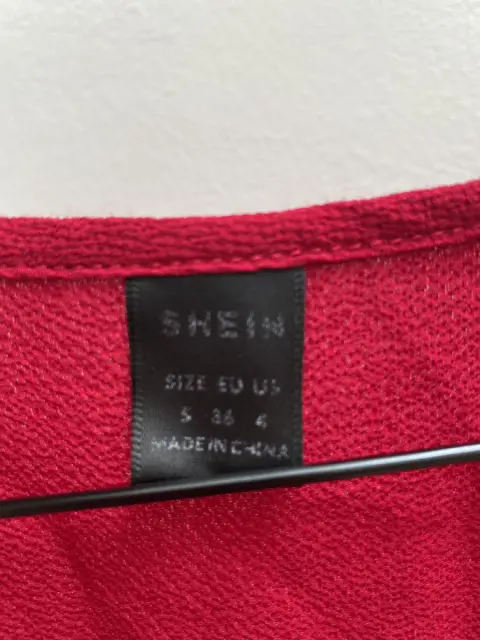 SHEIN
SIZE EU US
S 36 4
MADE IN CHINA